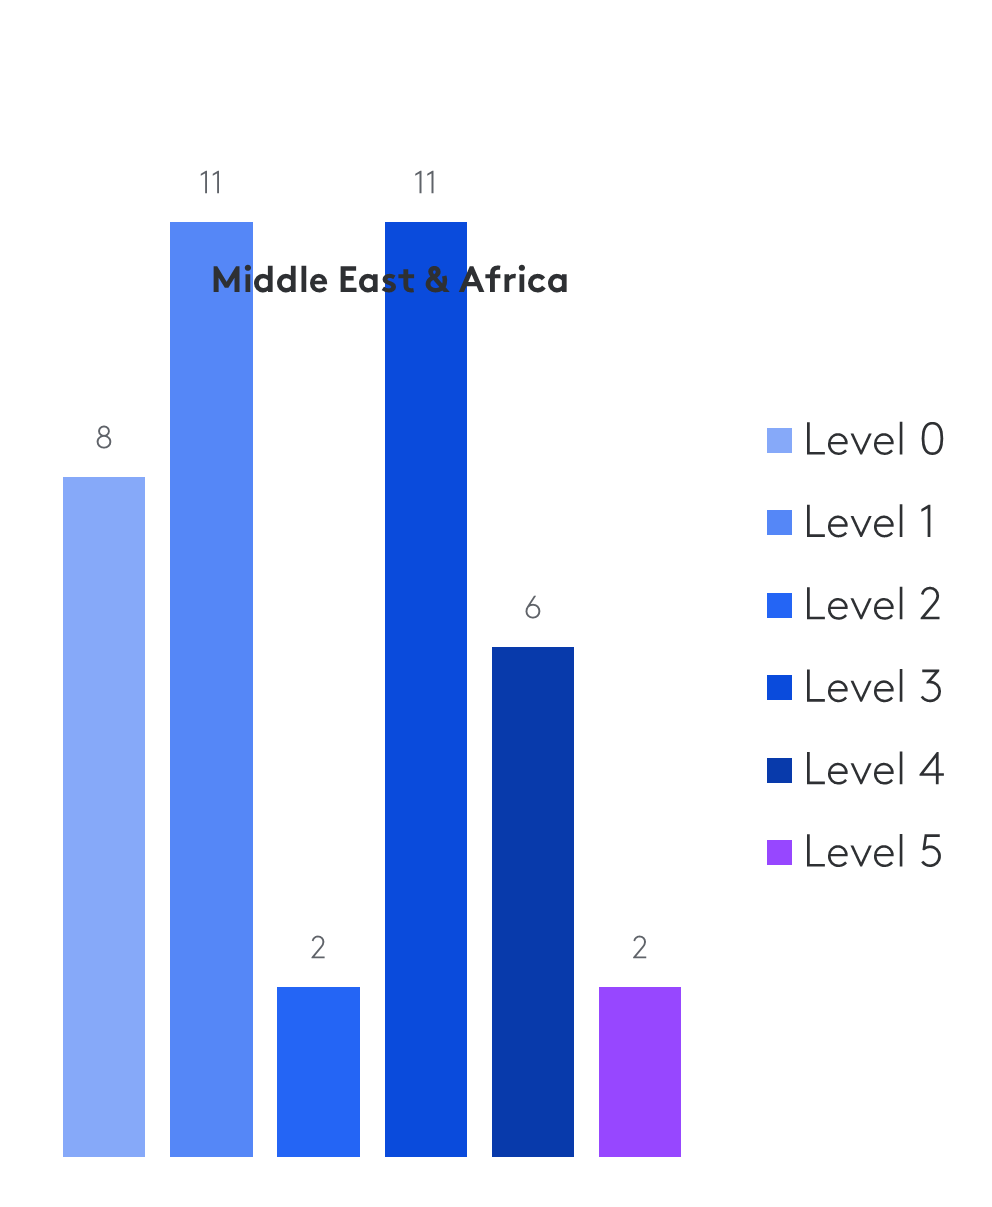 11
11
Middle East & Africa
8
Level 0
Level 1
6
Level 2
Level 3
Level 4
Level 5
2
2